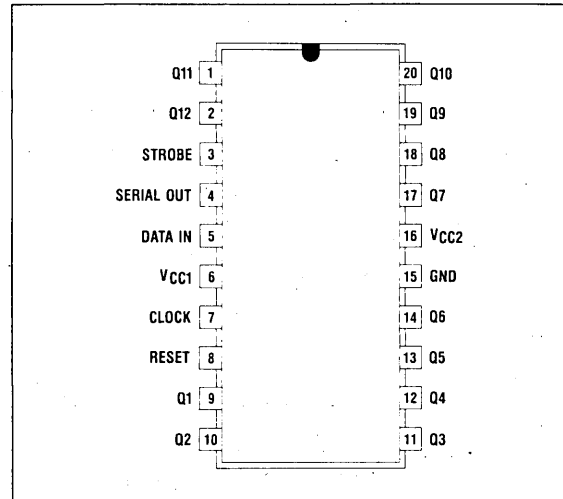 Q11 1 20 Q10
Q12 2 19 Q9
STROBE 3 18 Q8
SERIAL OUT 4 17 Q7
DATA IN 5 16 VCC2
VCC1 6 15 GND
CLOCK 7 14 Q6
RESET 8 13 Q5
Q1 9 12 Q4
Q2 10 11 Q3